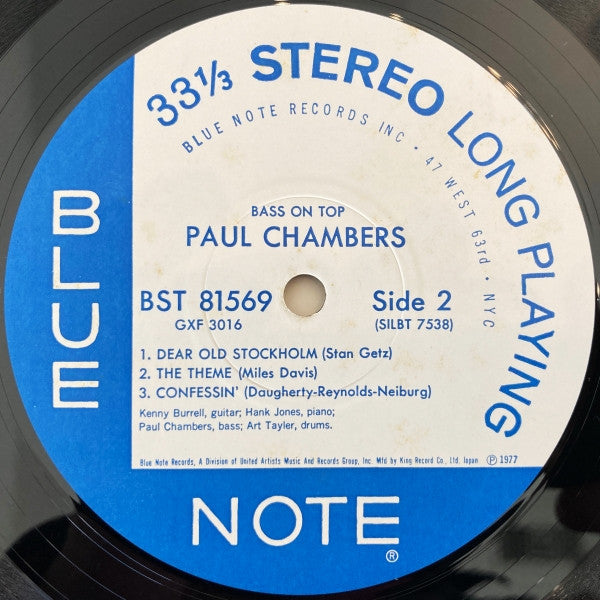 33⅓ STEREO LONG PLAYING
BLUE NOTE RECORDS INC • 47 WEST 63rd • NYC
BASS ON TOP
PAUL CHAMBERS
BST 81569 Side 2
GXF 3016 (SILBT 7538)
1. DEAR OLD STOCKHOLM (Stan Getz)
2. THE THEME (Miles Davis)
3. CONFESSIN' (Daugherty-Reynolds-Neiburg)
Kenny Burrell, guitar; Hank Jones, piano;
Paul Chambers, bass; Art Tayler, drums.
Blue Note Records, A Division of United Artists Music And Records Group, Inc. Mfd by King Record Co., Ltd. Japan Ⓟ 1977
BLUE
NOTE®